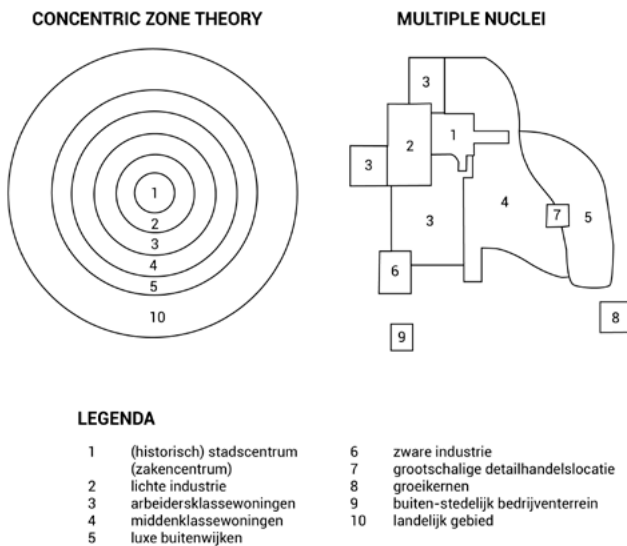 CONCENTRIC ZONE THEORY
1
2
3
4
5
10
MULTIPLE NUCLEI
3
1
2
3
4
3
7
5
6
8
9
LEGENDA
1 (historisch) stadscentrum
(zakencentrum)
2 lichte industrie
3 arbeidersklassewoningen
4 middenklassewoningen
5 luxe buitenwijken
6 zware industrie
7 grootschalige detailhandelslocatie
8 groeikernen
9 buiten-stedelijk bedrijventerrein
10 landelijk gebied